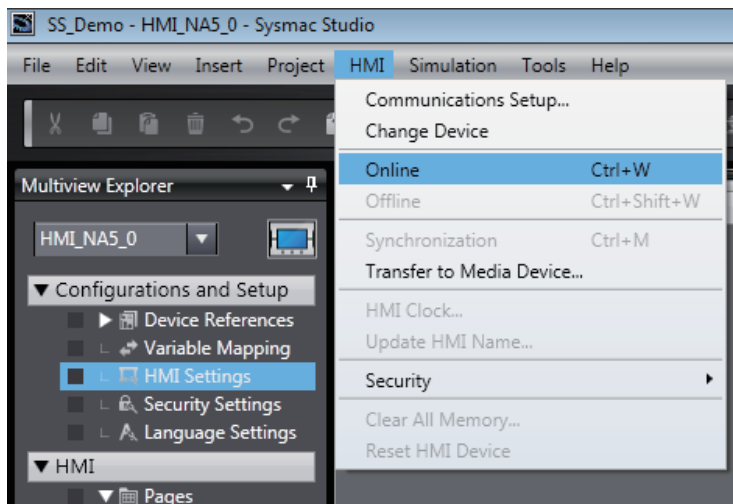 SS_Demo - HMI_NA5_0 - Sysmac Studio
File Edit View Insert Project HMI Simulation Tools Help
Communications Setup...
Change Device
Online Ctrl+W
Offline Ctrl+Shift+W
Synchronization Ctrl+M
Transfer to Media Device...
HMI Clock...
Update HMI Name...
Security
Clear All Memory...
Reset HMI Device
Multiview Explorer
HMI_NA5_0
Configurations and Setup
Device References
Variable Mapping
HMI Settings
Security Settings
Language Settings
HMI
Pages